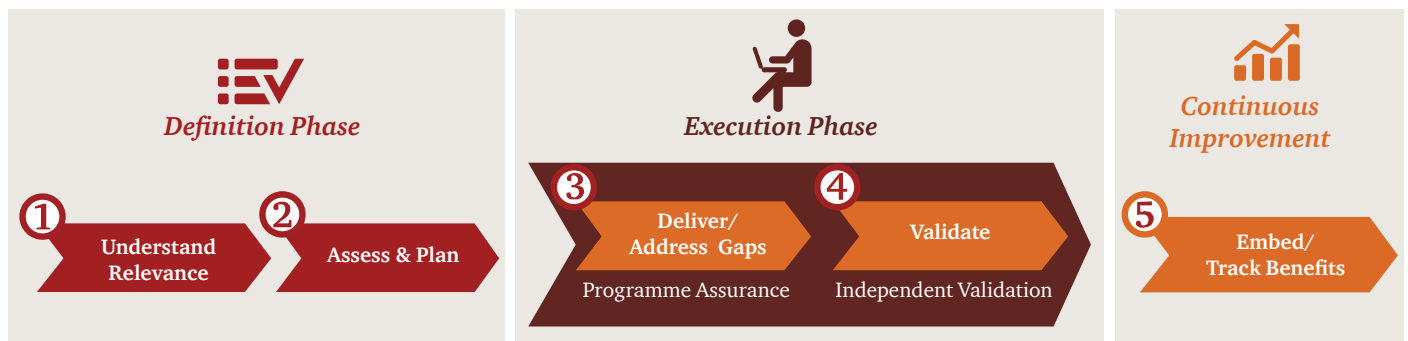 Definition Phase
1
Understand
Relevance
2
Assess & Plan
Execution Phase
3
Deliver/
Address Gaps
Programme Assurance
4
Validate
Independent Validation
Continuous
Improvement
5
Embed/
Track Benefits